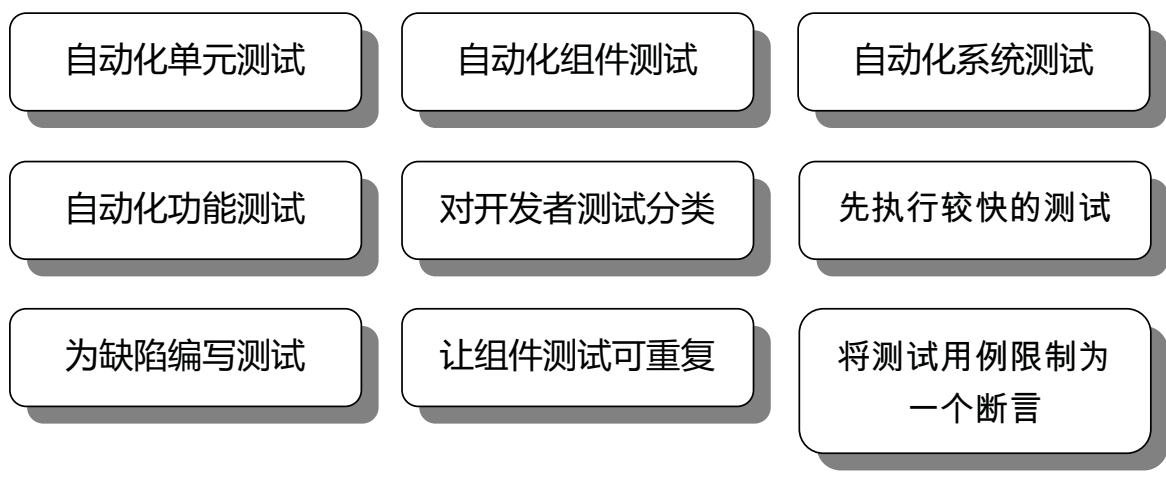 自动化单元测试
自动化组件测试
自动化系统测试
自动化功能测试
对开发者测试分类
先执行较快的测试
为缺陷编写测试
让组件测试可重复
将测试用例限制为
一个断言